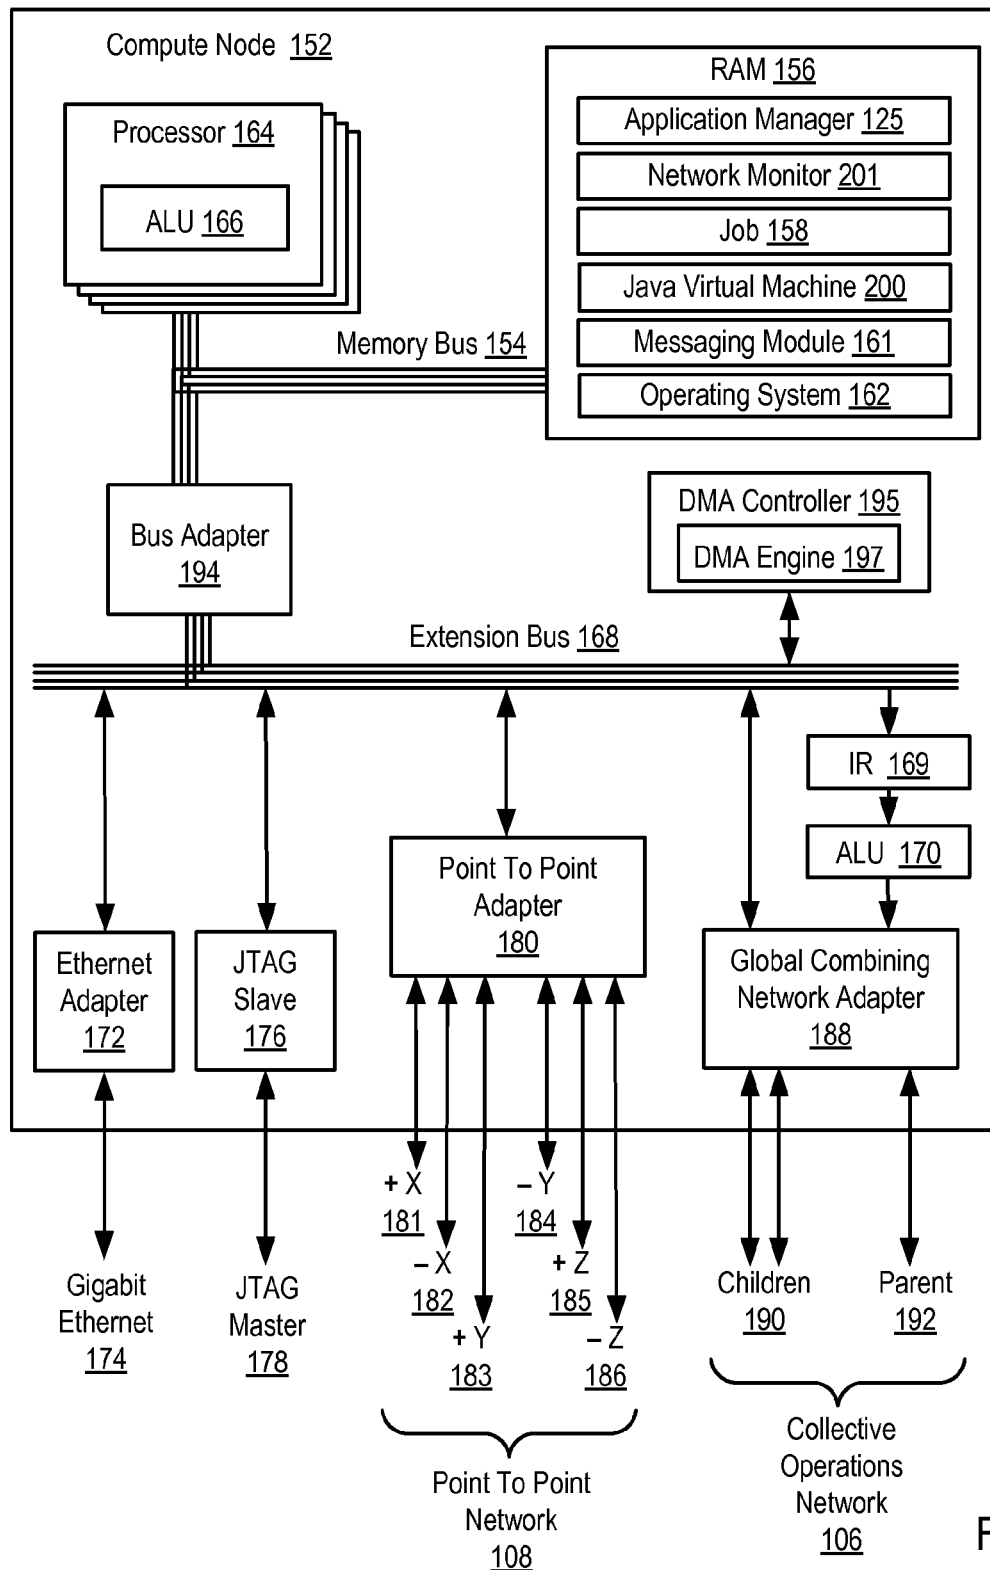 Compute Node 152
RAM 156
Application Manager 125
Network Monitor 201
Job 158
Java Virtual Machine 200
Messaging Module 161
Operating System 162
Processor 164
ALU 166
Memory Bus 154
Bus Adapter
194
DMA Controller 195
DMA Engine 197
Extension Bus 168
IR 169
ALU 170
Point To Point
Adapter
180
Ethernet
Adapter
172
JTAG
Slave
176
Global Combining
Network Adapter
188
+ X
181
– X
182
+ Y
183
– Y
184
+ Z
185
– Z
186
Gigabit
Ethernet
174
JTAG
Master
178
Children
190
Parent
192
Point To Point
Network
108
Collective
Operations
Network
106
F